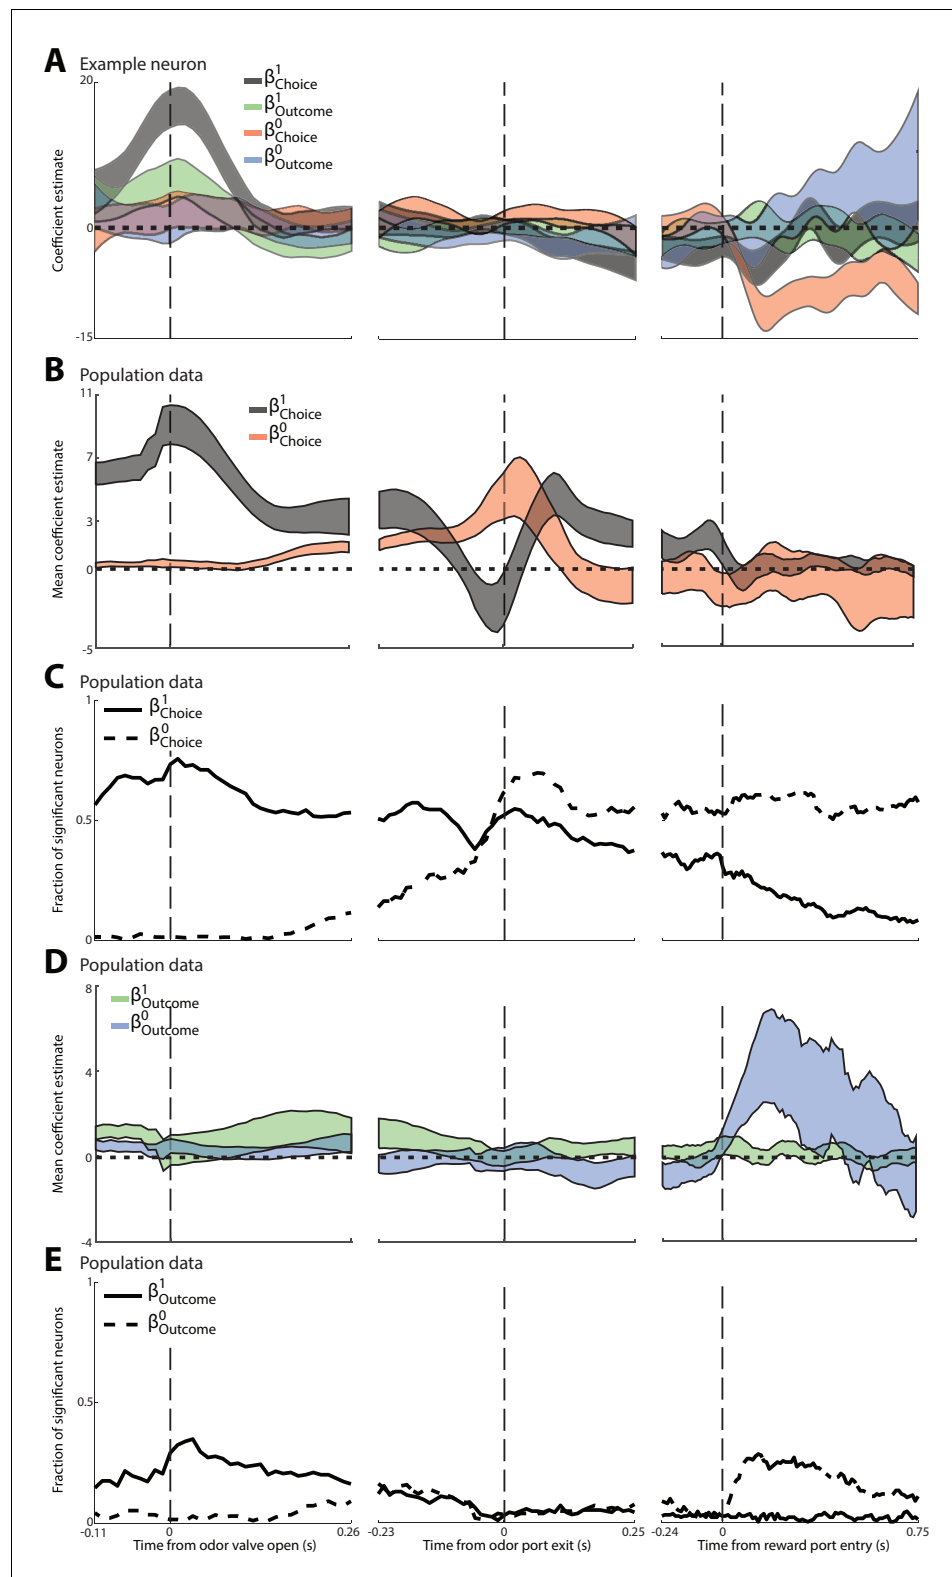 A Example neuron
20
0
-15
Coefficient estimate
β1Choice
β1Outcome
β0Choice
β0Outcome
B Population data
11
7
3
0
-5
Mean coefficient estimate
β1Choice
β0Choice
C Population data
1
0.5
0
Fraction of significant neurons
β1Choice
β0Choice
D Population data
8
4
0
-4
Mean coefficient estimate
β1Outcome
β0Outcome
E Population data
1
0.5
0
Fraction of significant neurons
β1Outcome
β0Outcome
-0.11 0 0.26 -0.23 0 0.25 -0.24 0 0.75
Time from odor valve open (s) Time from odor port exit (s) Time from reward port entry (s)